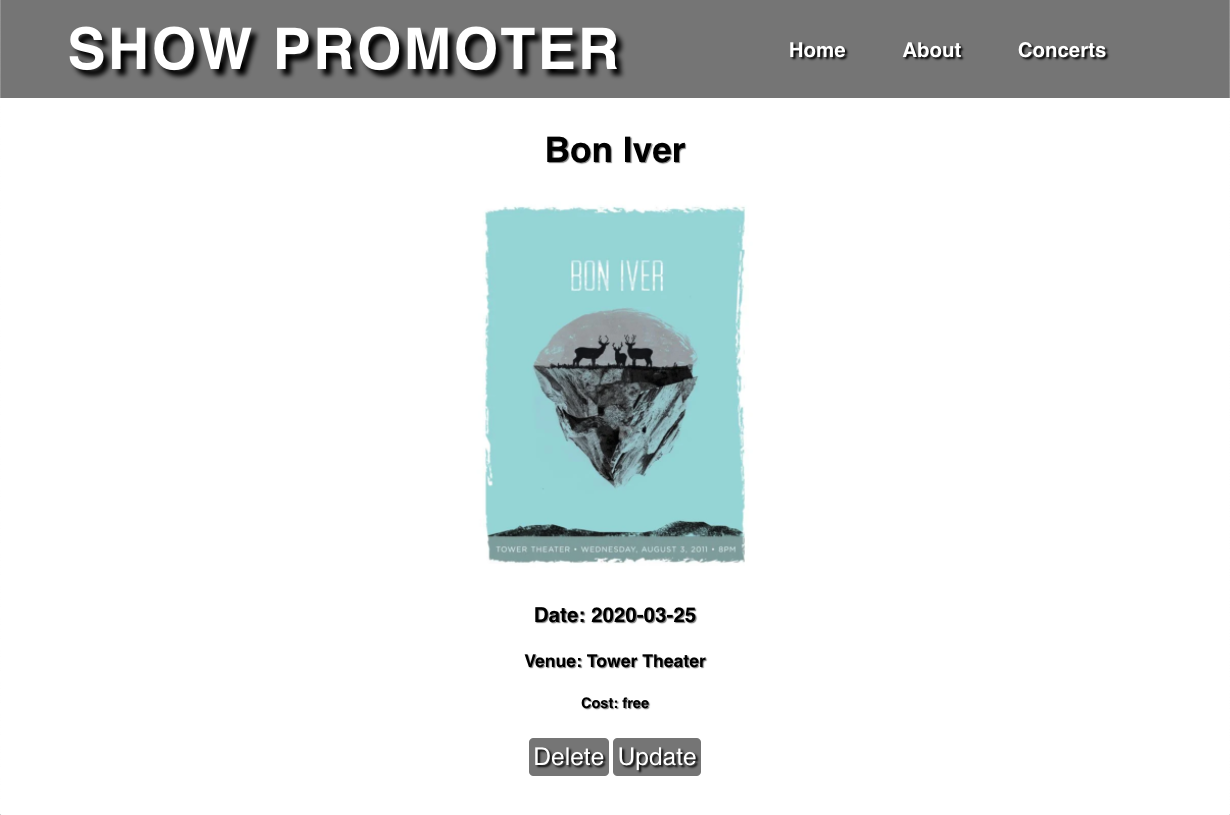 SHOW PROMOTER Home About Concerts
Bon Iver
BON IVER
TOWER THEATER • WEDNESDAY, AUGUST 3, 2011 • 8PM
Date: 2020-03-25
Venue: Tower Theater
Cost: free
Delete Update